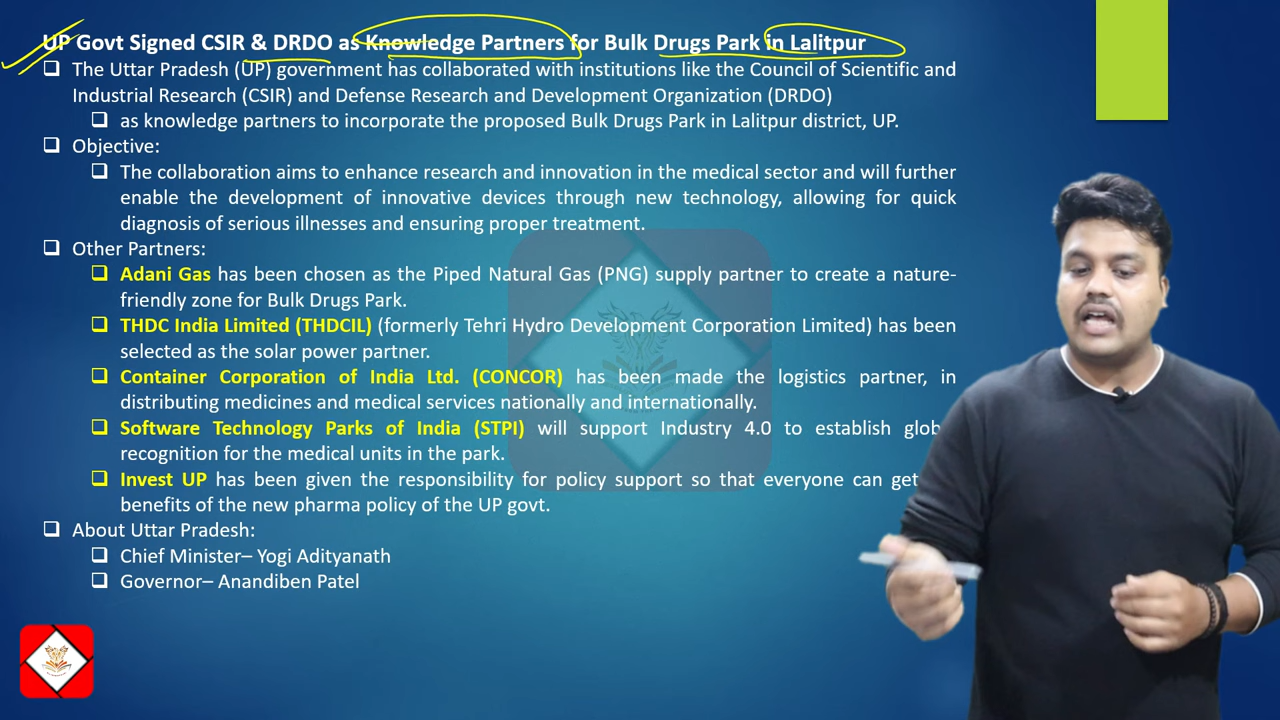 UP Govt Signed CSIR & DRDO as Knowledge Partners for Bulk Drugs Park in Lalitpur
❑ The Uttar Pradesh (UP) government has collaborated with institutions like the Council of Scientific and
Industrial Research (CSIR) and Defense Research and Development Organization (DRDO)
❑ as knowledge partners to incorporate the proposed Bulk Drugs Park in Lalitpur district, UP.
❑ Objective:
❑ The collaboration aims to enhance research and innovation in the medical sector and will further
enable the development of innovative devices through new technology, allowing for quick
diagnosis of serious illnesses and ensuring proper treatment.
❑ Other Partners:
❑ Adani Gas has been chosen as the Piped Natural Gas (PNG) supply partner to create a nature-
friendly zone for Bulk Drugs Park.
❑ THDC India Limited (THDCIL) (formerly Tehri Hydro Development Corporation Limited) has been
selected as the solar power partner.
❑ Container Corporation of India Ltd. (CONCOR) has been made the logistics partner, in
distributing medicines and medical services nationally and internationally.
❑ Software Technology Parks of India (STPI) will support Industry 4.0 to establish glob
recognition for the medical units in the park.
❑ Invest UP has been given the responsibility for policy support so that everyone can get
benefits of the new pharma policy of the UP govt.
❑ About Uttar Pradesh:
❑ Chief Minister– Yogi Adityanath
❑ Governor– Anandiben Patel